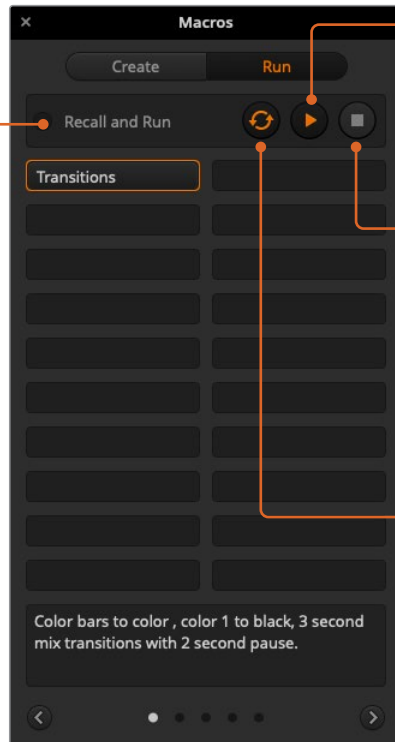 Macros
Create Run
Recall and Run
Transitions
Color bars to color , color 1 to black, 3 second
mix transitions with 2 second pause.